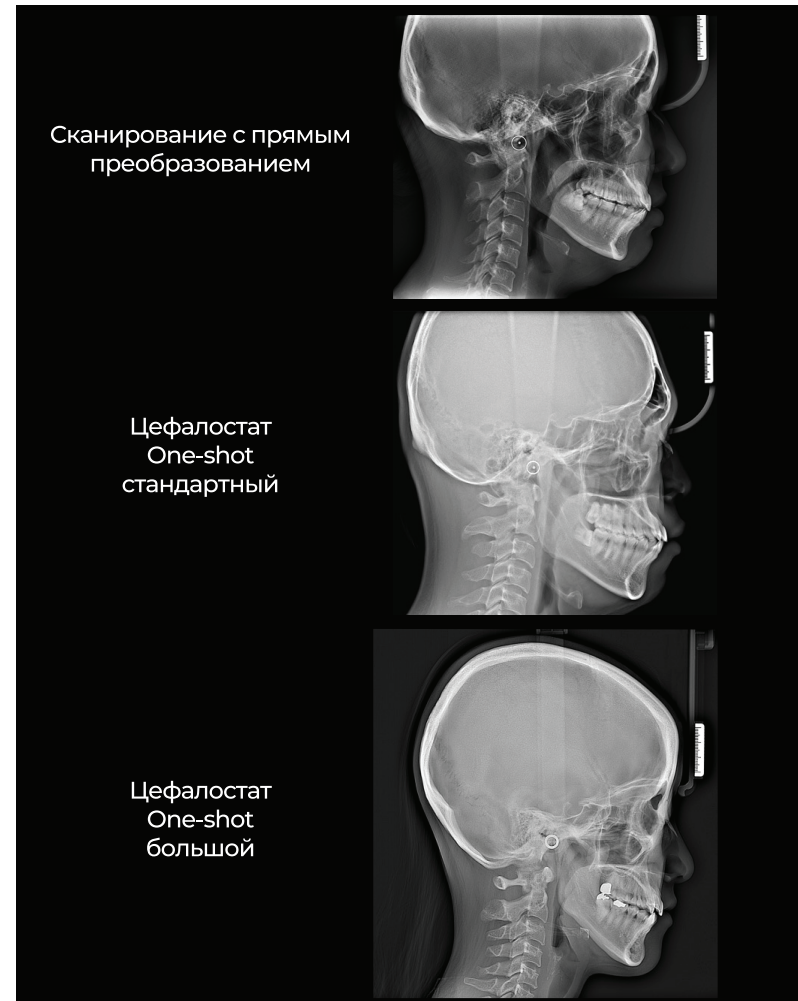 Сканирование с прямым
преобразованием
Цефалостат
One-shot
стандартный
Цефалостат
One-shot
большой